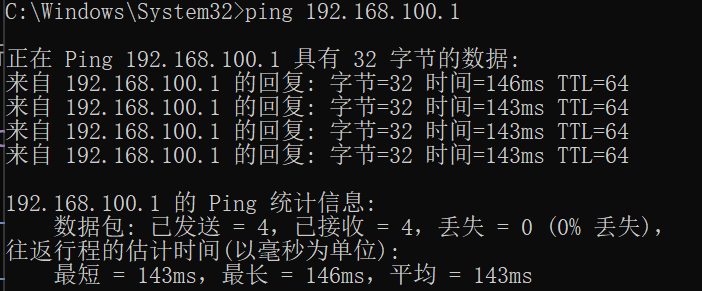 C:\Windows\System32>ping 192.168.100.1
正在 Ping 192.168.100.1 具有 32 字节的数据:
来自 192.168.100.1 的回复: 字节=32 时间=146ms TTL=64
来自 192.168.100.1 的回复: 字节=32 时间=143ms TTL=64
来自 192.168.100.1 的回复: 字节=32 时间=143ms TTL=64
来自 192.168.100.1 的回复: 字节=32 时间=143ms TTL=64
192.168.100.1 的 Ping 统计信息:
数据包: 已发送 = 4，已接收 = 4，丢失 = 0 (0% 丢失)，
往返行程的估计时间(以毫秒为单位):
最短 = 143ms，最长 = 146ms，平均 = 143ms